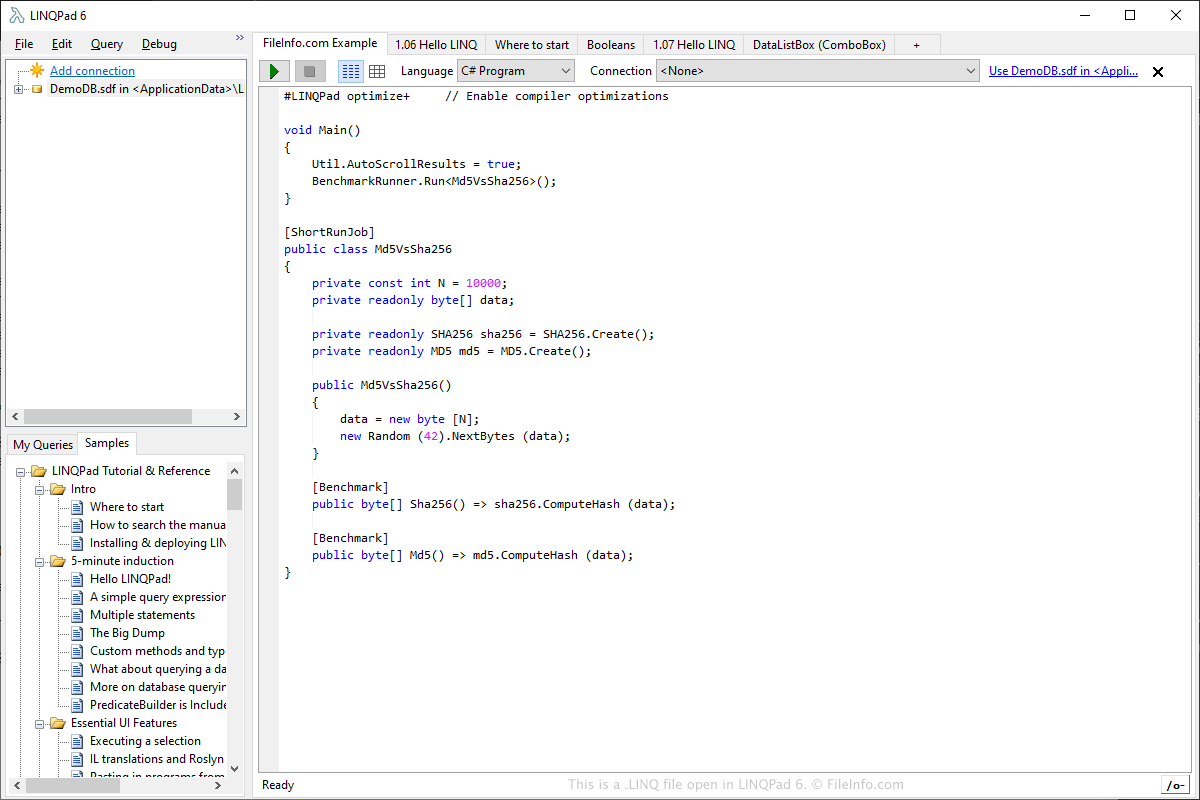 LINQPad 6
File Edit Query Debug
Add connection
DemoDB.sdf in <ApplicationData>\L
My Queries Samples
LINQPad Tutorial & Reference
Intro
Where to start
How to search the manua
Installing & deploying LIN
5-minute induction
Hello LINQPad!
A simple query expression
Multiple statements
The Big Dump
Custom methods and typ
What about querying a da
More on database queryin
PredicateBuilder is Include
Essential UI Features
Executing a selection
IL translations and Roslyn
Pasting in programs from
FileInfo.com Example 1.06 Hello LINQ Where to start Booleans 1.07 Hello LINQ DataListBox (ComboBox) +
Language C# Program Connection <None> Use DemoDB.sdf in <Appli...
#LINQPad optimize+     // Enable compiler optimizations
void Main()
{
    Util.AutoScrollResults = true;
    BenchmarkRunner.Run<Md5VsSha256>();
}
[ShortRunJob]
public class Md5VsSha256
{
    private const int N = 10000;
    private readonly byte[] data;
    private readonly SHA256 sha256 = SHA256.Create();
    private readonly MD5 md5 = MD5.Create();
    public Md5VsSha256()
    {
        data = new byte [N];
        new Random (42).NextBytes (data);
    }
    [Benchmark]
    public byte[] Sha256() => sha256.ComputeHash (data);
    [Benchmark]
    public byte[] Md5() => md5.ComputeHash (data);
}
Ready This is a .LINQ file open in LINQPad 6. © FileInfo.com /o-